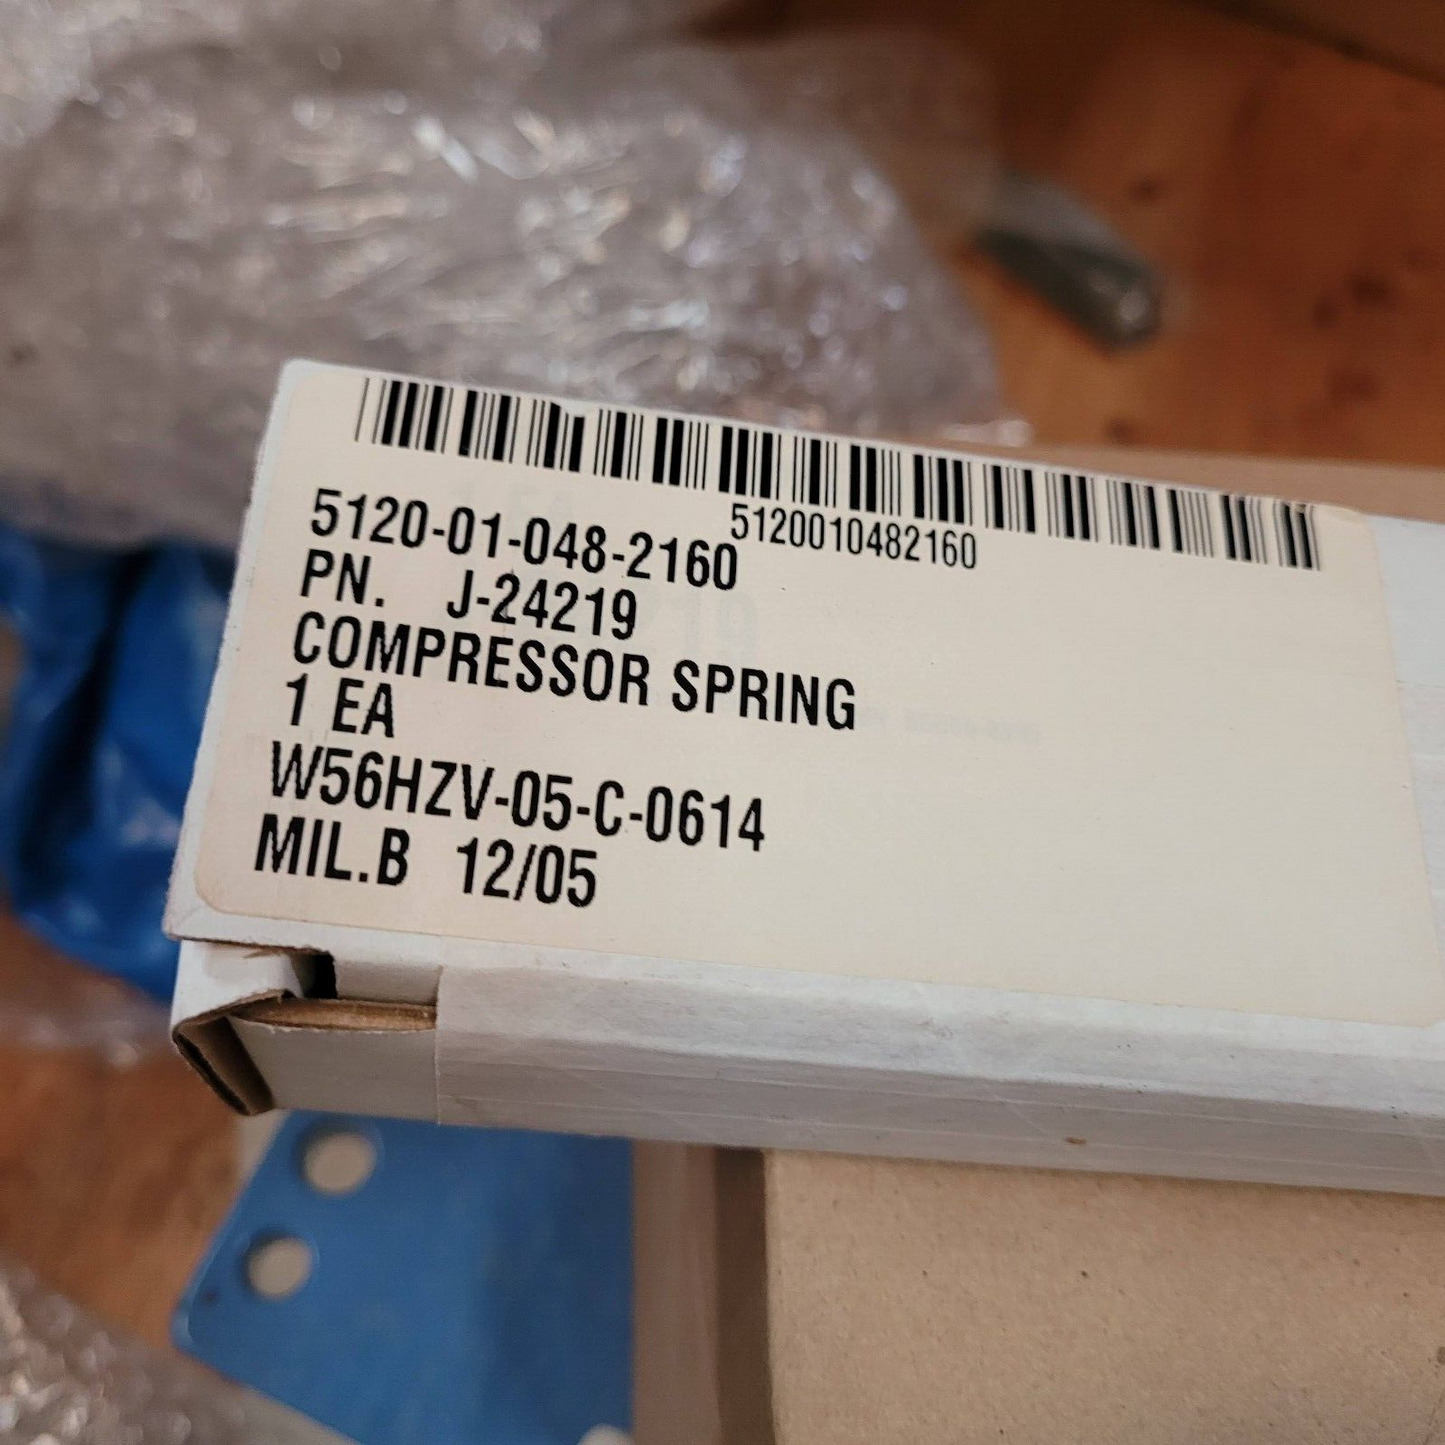 5120010482160
5120-01-048-2160
PN. J-24219
COMPRESSOR SPRING
1 EA
W56HZV-05-C-0614
MIL.B 12/05